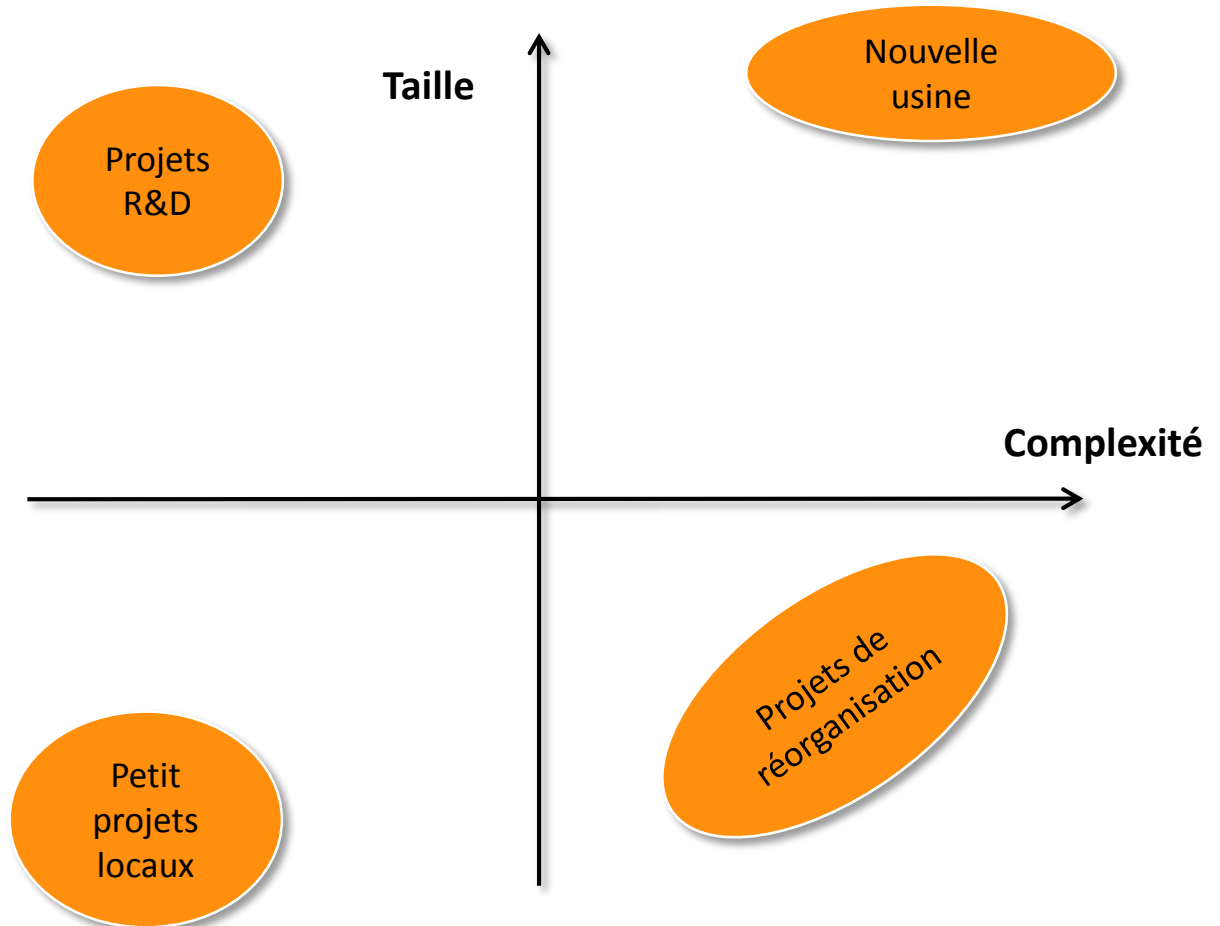 Taille
Nouvelle
usine
Projets
R&D
Complexité
Projets de
réorganisation
Petit
projets
locaux